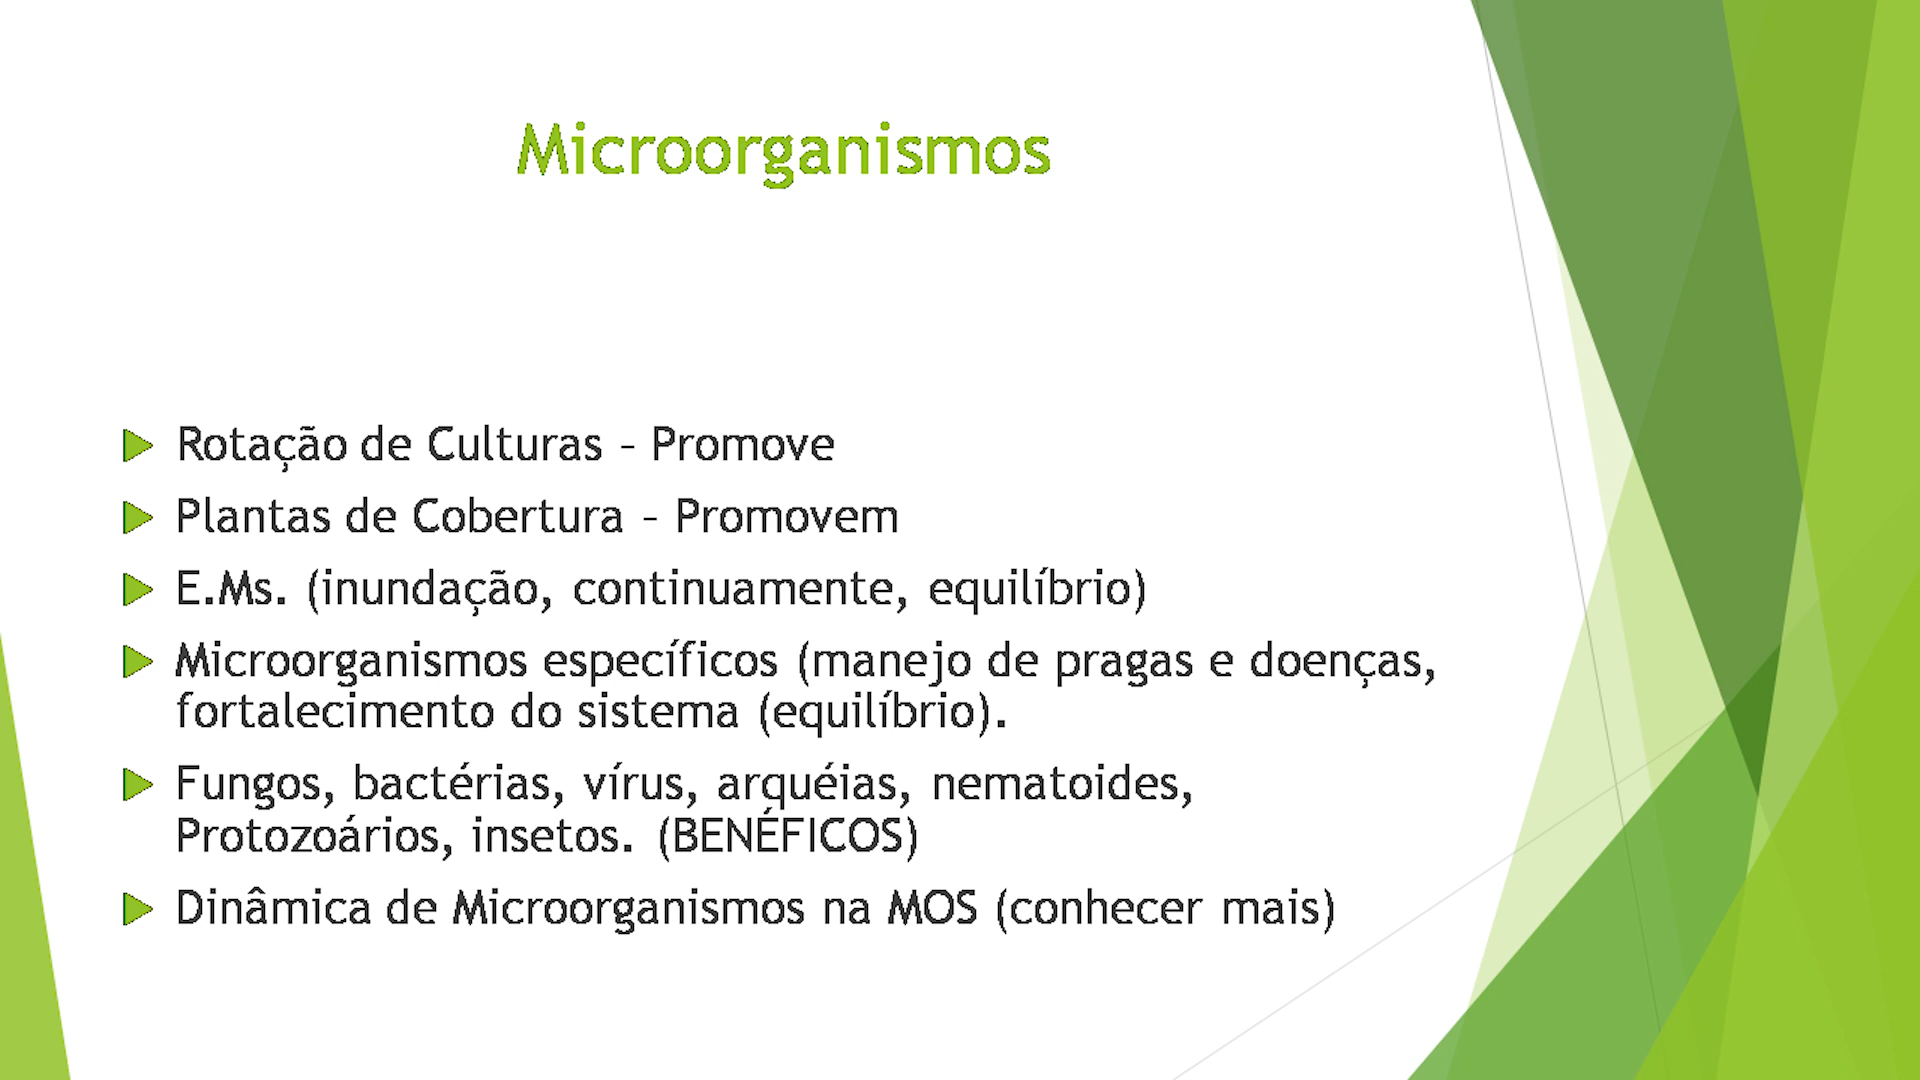 Microorganismos
Rotação de Culturas – Promove
Plantas de Cobertura – Promovem
E.Ms. (inundação, continuamente, equilíbrio)
Microorganismos específicos (manejo de pragas e doenças,
fortalecimento do sistema (equilíbrio).
Fungos, bactérias, vírus, arquéias, nematoides,
Protozoários, insetos. (BENÉFICOS)
Dinâmica de Microorganismos na MOS (conhecer mais)